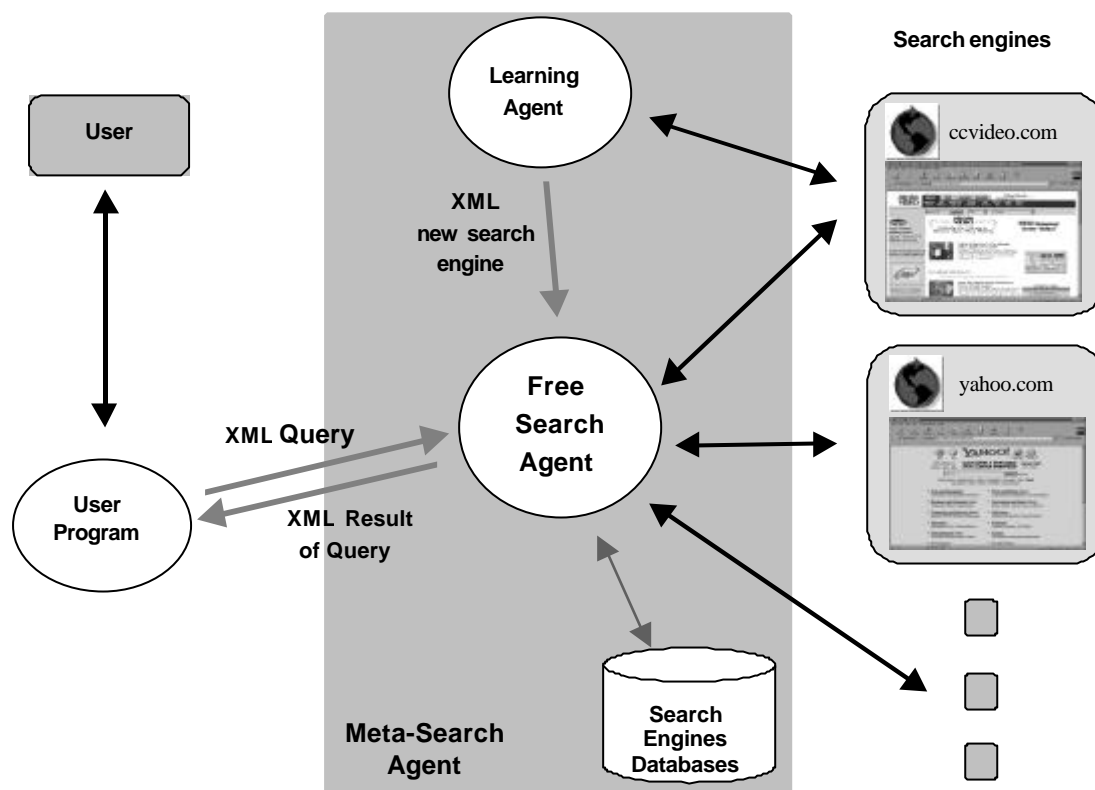 Search engines
User
Learning
Agent
ccvideo.com
XML
new search
engine
Free
Search
Agent
yahoo.com
YAHOO!
XML Query
User
Program
XML Result
of Query
Search
Engines
Databases
Meta-Search
Agent